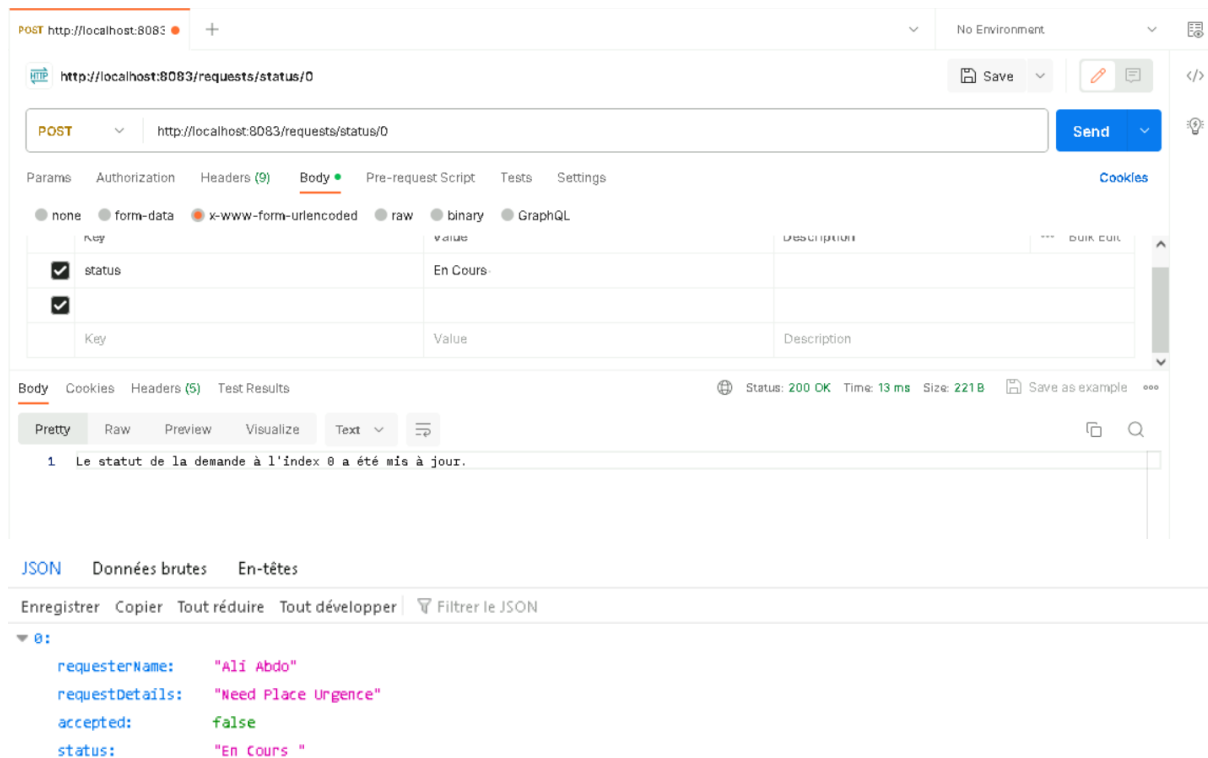 POST http://localhost:8083
No Environment
HTTP http://localhost:8083/requests/status/0
Save
POST http://localhost:8083/requests/status/0 Send
Params Authorization Headers (9) Body Pre-request Script Tests Settings Cookies
none form-data x-www-form-urlencoded raw binary GraphQL
Key Value Description Bulk Edit
status En Cours
Key Value Description
Body Cookies Headers (5) Test Results Status: 200 OK Time: 13 ms Size: 221 B Save as example
Pretty Raw Preview Visualize Text
1 Le statut de la demande à l'index 0 a été mis à jour.
JSON Données brutes En-têtes
Enregistrer Copier Tout réduire Tout développer Filtrer le JSON
0:
requesterName: "Ali Abdo"
requestDetails: "Need Place Urgence"
accepted: false
status: "En Cours "